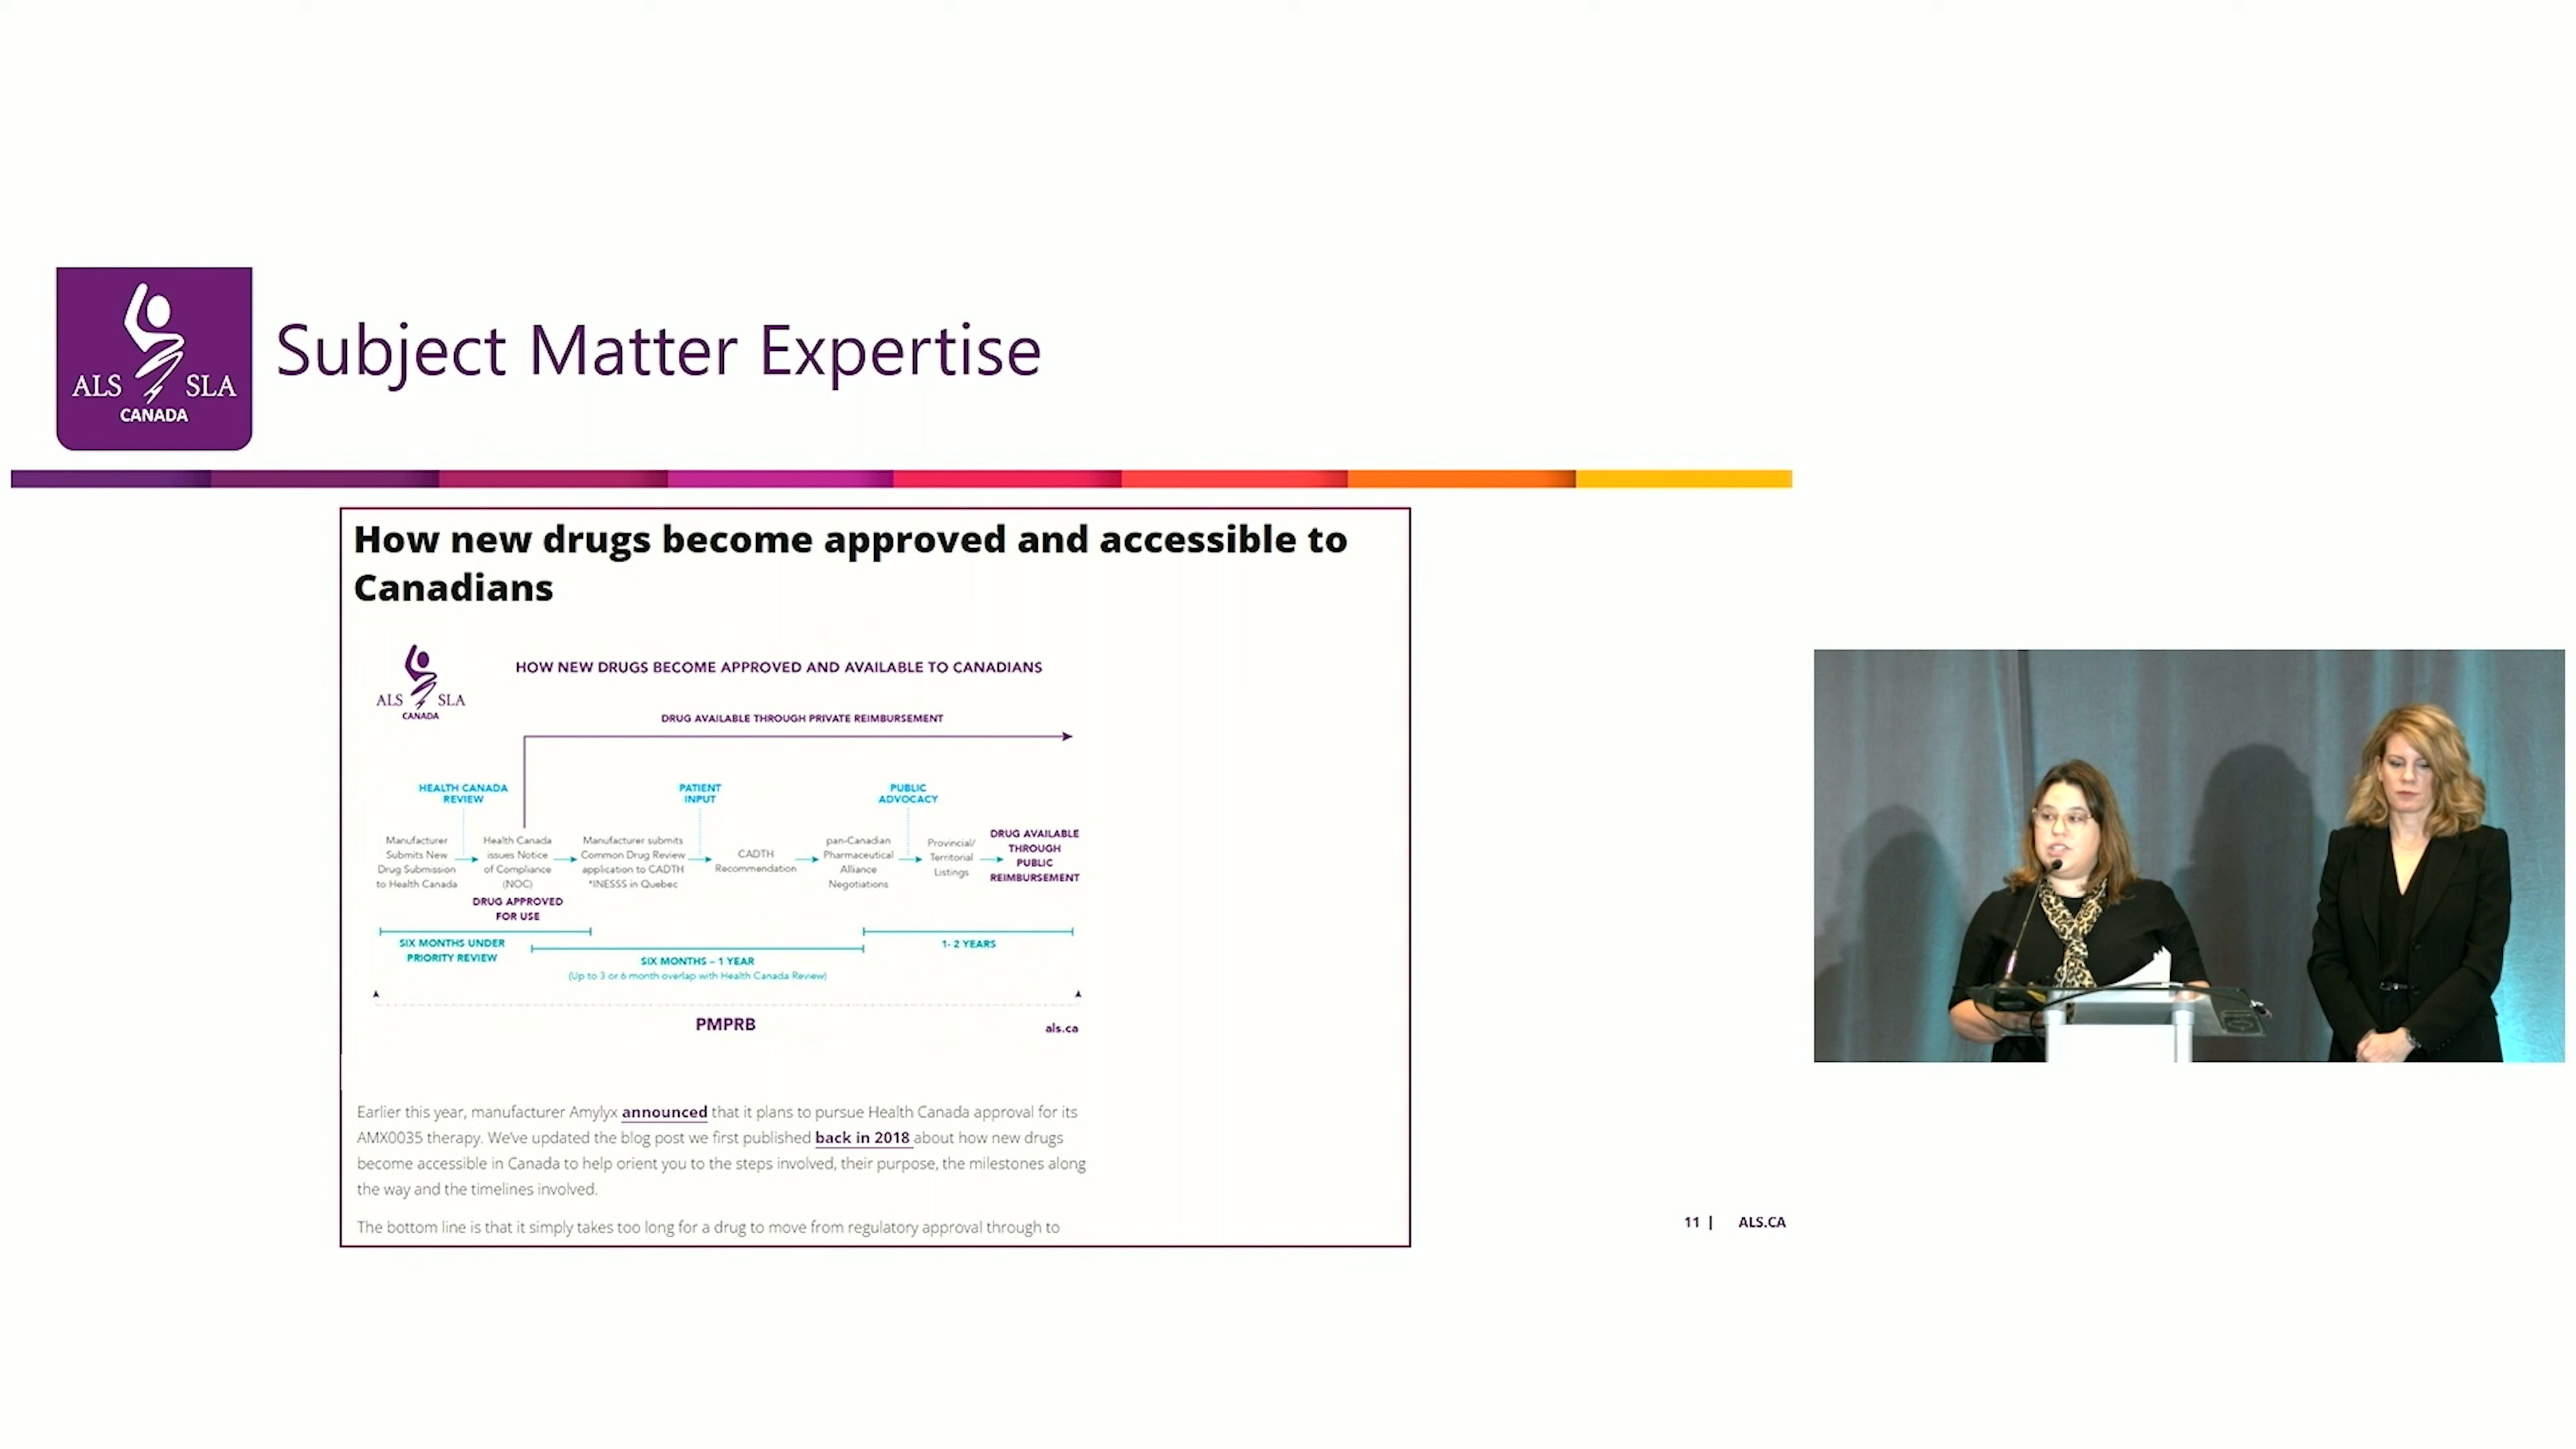 ALS SLA
CANADA
Subject Matter Expertise
How new drugs become approved and accessible to
Canadians
ALS SLA
CANADA
HOW NEW DRUGS BECOME APPROVED AND AVAILABLE TO CANADIANS
DRUG AVAILABLE THROUGH PRIVATE REIMBURSEMENT
HEALTH CANADA
REVIEW
PATIENT
INPUT
PUBLIC
ADVOCACY
Manufacturer
Submits New
Drug Submission
to Health Canada
Health Canada
issues Notice
of Compliance
(NOC)
DRUG APPROVED
FOR USE
Manufacturer submits
Common Drug Review
application to CADTH
*INESSS in Quebec
CADTH
Recommendation
pan-Canadian
Pharmaceutical
Alliance
Negotiations
Provincial/
Territorial
Listings
DRUG AVAILABLE
THROUGH
PUBLIC
REIMBURSEMENT
SIX MONTHS UNDER
PRIORITY REVIEW
SIX MONTHS – 1 YEAR
(Up to 3 or 6 month overlap with Health Canada Review)
1- 2 YEARS
PMPRB
als.ca
Earlier this year, manufacturer Amylyx announced that it plans to pursue Health Canada approval for its
AMX0035 therapy. We've updated the blog post we first published back in 2018 about how new drugs
become accessible in Canada to help orient you to the steps involved, their purpose, the milestones along
the way and the timelines involved.
The bottom line is that it simply takes too long for a drug to move from regulatory approval through to
11 | ALS.CA